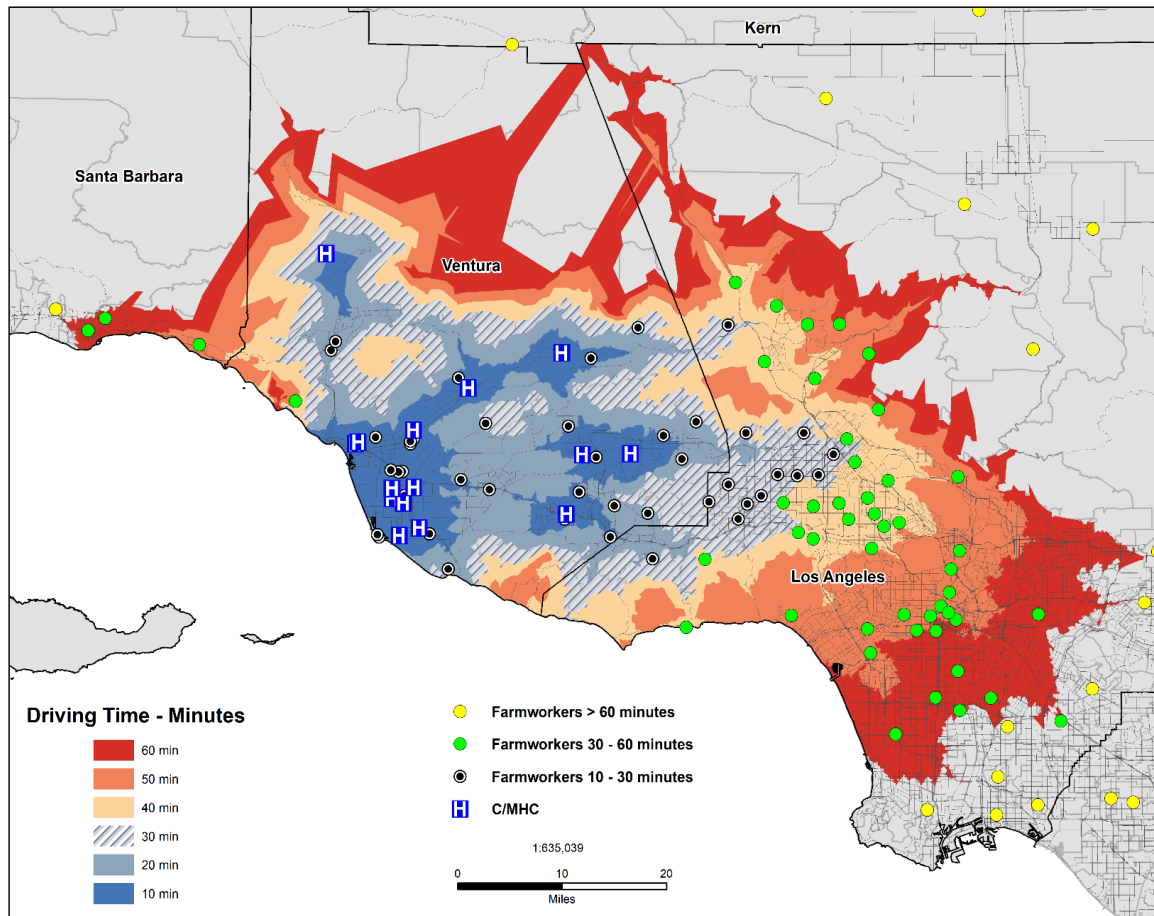 Kern
Santa Barbara
Ventura
Los Angeles
H
H
H
H
H
H
H
H
H
H
H
H
H
Driving Time - Minutes
60 min
50 min
40 min
30 min
20 min
10 min
Farmworkers > 60 minutes
Farmworkers 30 - 60 minutes
Farmworkers 10 - 30 minutes
H C/MHC
1:635,039
0 10 20
Miles